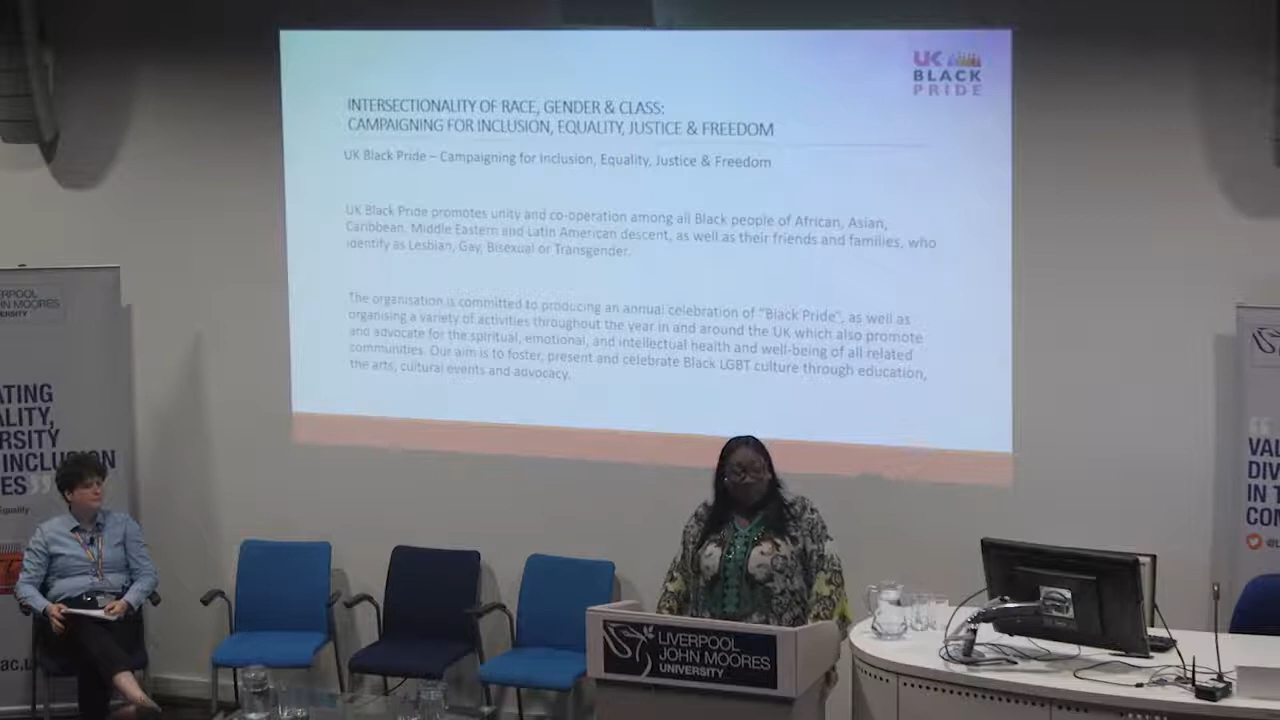 UK
BLACK
PRIDE
INTERSECTIONALITY OF RACE, GENDER & CLASS:
CAMPAIGNING FOR INCLUSION, EQUALITY, JUSTICE & FREEDOM
UK Black Pride – Campaigning for Inclusion, Equality, Justice & Freedom
UK Black Pride promotes unity and co-operation among all Black people of African, Asian,
Caribbean, Middle Eastern and Latin American descent, as well as their friends and families, who
identify as Lesbian, Gay, Bisexual or Transgender.
The organisation is committed to producing an annual celebration of “Black Pride”, as well as
organising a variety of activities throughout the year in and around the UK which also promote
and advocate for the spiritual, emotional, and intellectual health and well-being of all related
communities. Our aim is to foster, present and celebrate Black LGBT culture through education,
the arts, cultural events and advocacy.
ERPOOL
HN MOORES
VERSITY
ATING
ALITY,
ERSITY
INCLUSION
ES”
Equality
ac.u
LIVERPOOL
JOHN MOORES
UNIVERSITY
“
VAL
DIV
IN T
CON
@L